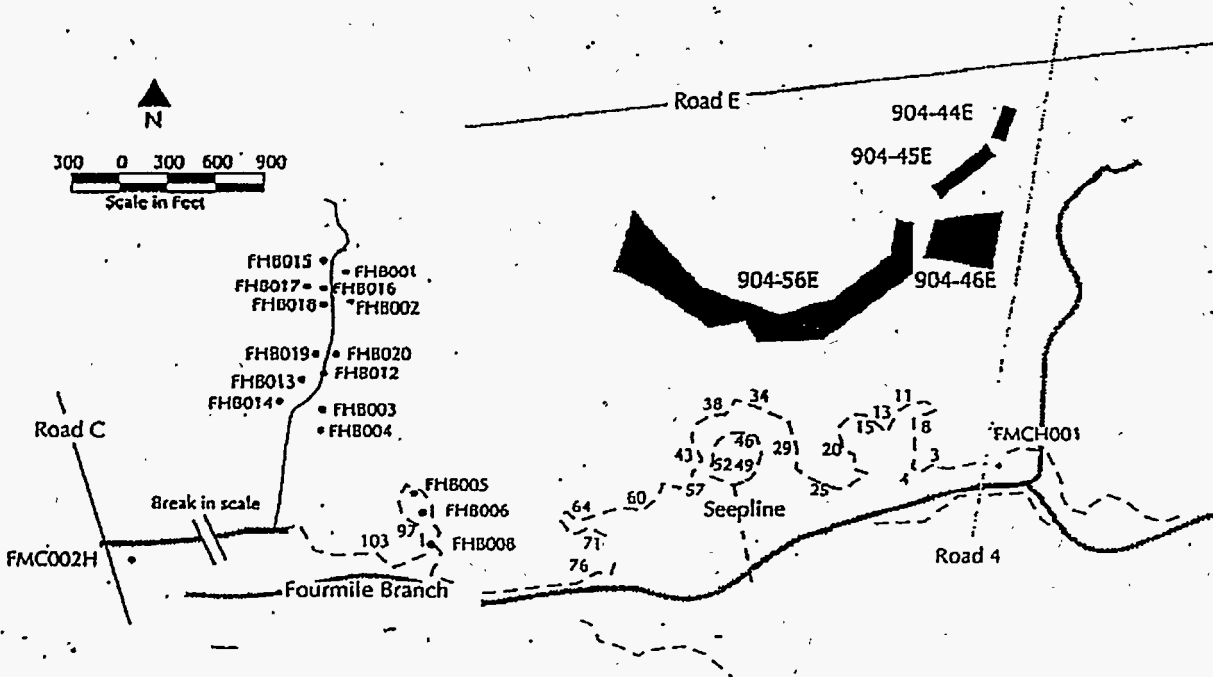 Road E
904-44E
N
904-45E
300 0 300 600 900
Scale in Feet
FHB015
FHB001
FHB017
FHB016
904-56E
904-46E
FHB018
FHB002
FHB019
FHB020
FHB012
FHB013
FHB014
FHB003
38
34
11
13
Road C
FHB004
15
8
FMCH001
46
29
20
43
52
49
3
4
FHB005
57
25
Break in scale
60
Seepline
64
FHB006
97
103
FHB008
71
Road 4
FMC002H
76
Fourmile Branch